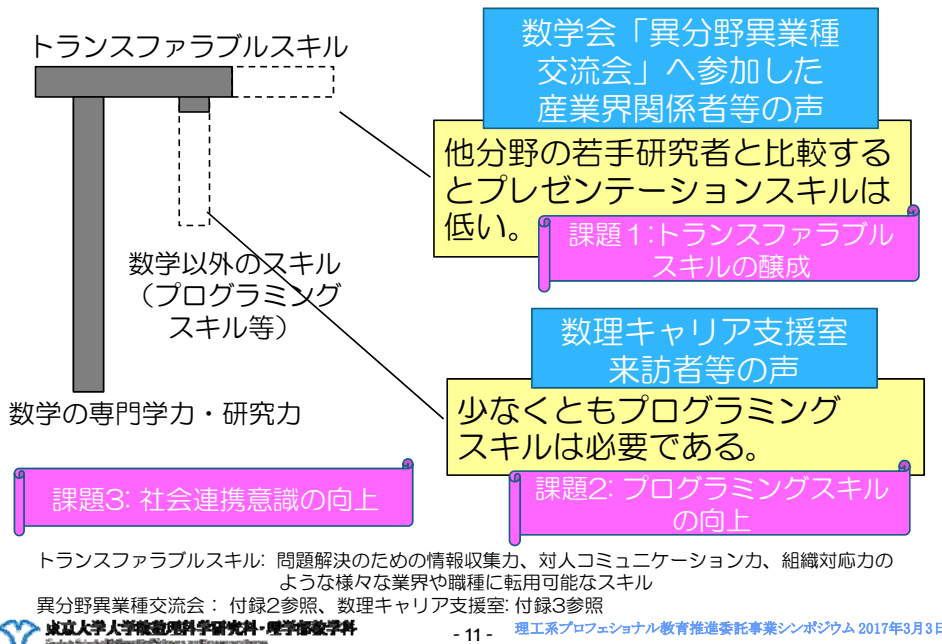 トランスファラブルスキル
数学会「異分野異業種
交流会」へ参加した
産業界関係者等の声
他分野の若手研究者と比較する
とプレゼンテーションスキルは
低い。
課題1:トランスファラブル
スキルの醸成
数学以外のスキル
（プログラミング
スキル等）
数理キャリア支援室
来訪者等の声
少なくともプログラミング
スキルは必要である。
課題2: プログラミングスキル
の向上
数学の専門学力・研究力
課題3: 社会連携意識の向上
トランスファラブルスキル: 問題解決のための情報収集力、対人コミュニケーション力、組織対応力の
ような様々な業界や職種に転用可能なスキル
異分野異業種交流会： 付録2参照、数理キャリア支援室: 付録3参照
東京大学大学院数理科学研究科・理学部数学科
- 11 -
理工系プロフェショナル教育推進委託事業シンポジウム 2017年3月3日